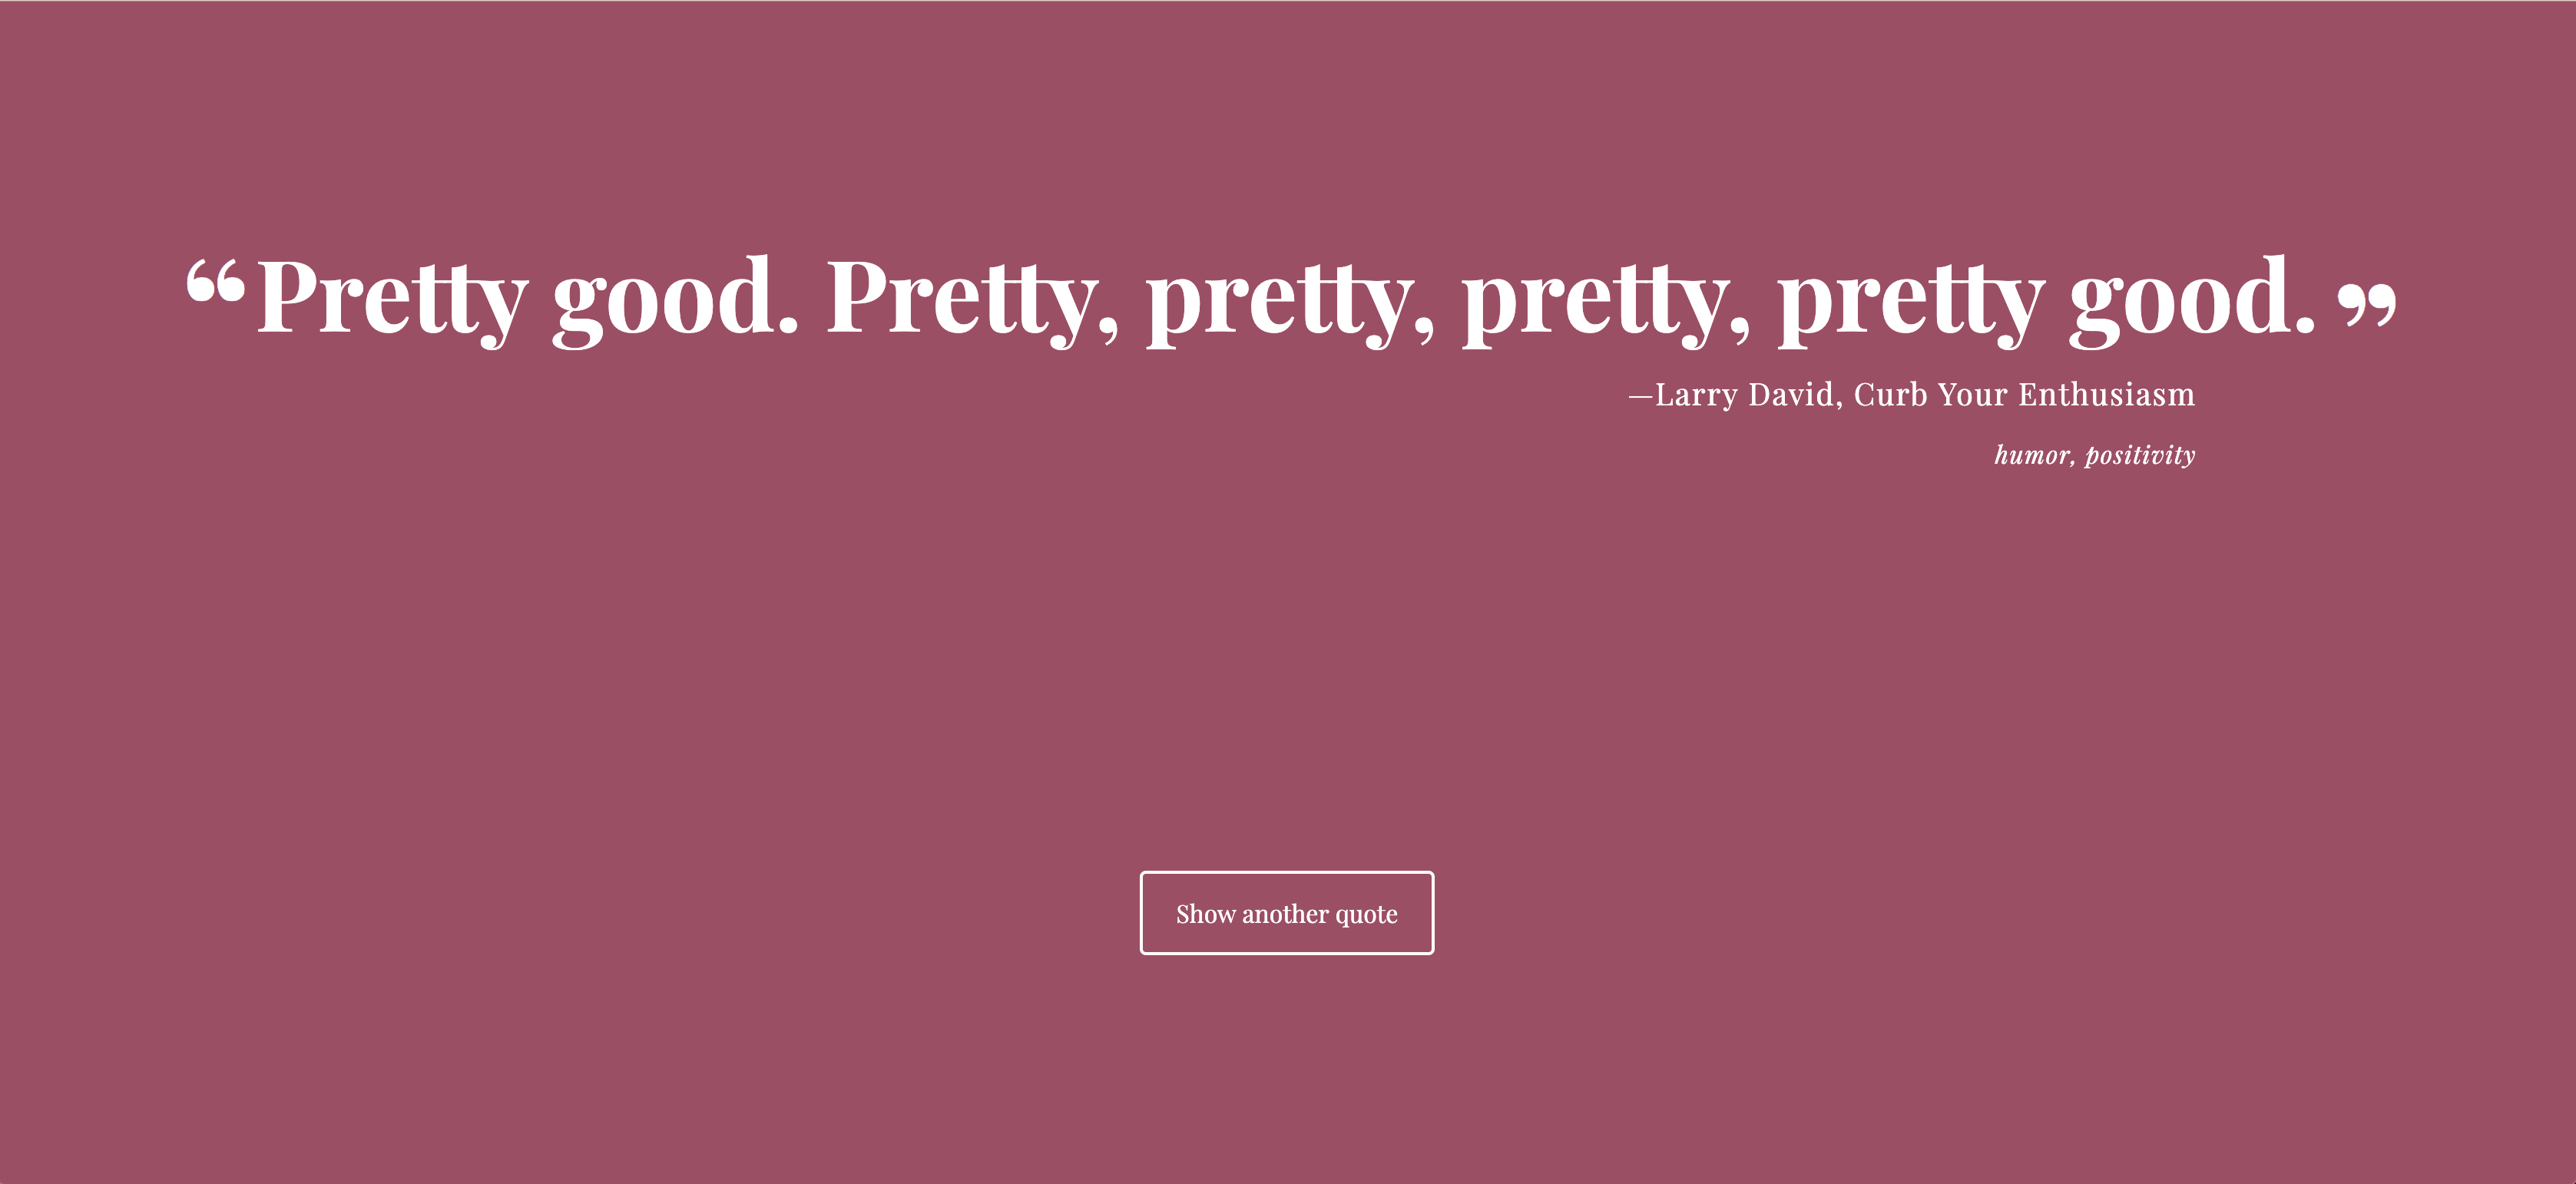 “Pretty good. Pretty, pretty, pretty, pretty good.”
—Larry David, Curb Your Enthusiasm
humor, positivity
Show another quote